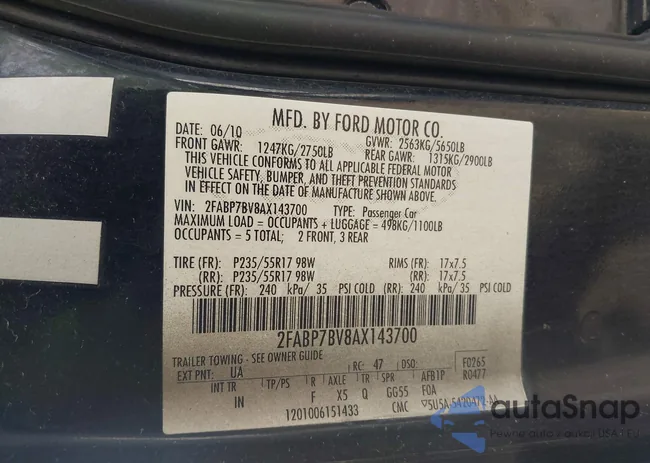 MFD. BY FORD MOTOR CO.
DATE: 06/10 GVWR: 2563KG/5650LB
FRONT GAWR: 1247KG/2750LB REAR GAWR: 1315KG/2900LB
THIS VEHICLE CONFORMS TO ALL APPLICABLE FEDERAL MOTOR
VEHICLE SAFETY, BUMPER, AND THEFT PREVENTION STANDARDS
IN EFFECT ON THE DATE OF MANUFACTURE SHOWN ABOVE.
VIN: 2FABP7BV8AX143700 TYPE: Passenger Car
MAXIMUM LOAD = OCCUPANTS + LUGGAGE = 498KG/1100LB
OCCUPANTS = 5 TOTAL; 2 FRONT, 3 REAR
TIRE (FR): P235/55R17 98W RIMS (FR): 17x7.5
(RR): P235/55R17 98W (RR): 17x7.5
PRESSURE (FR): 240 kPa/ 35 PSI COLD (RR): 240 kPa/ 35 PSI COLD
2FABP7BV8AX143700
TRAILER TOWING - SEE OWNER GUIDE
EXT PNT: UA RC: 47 DSO: F0265
R0477
INT TR TP/PS R AXLE TR SPR AFB1P
IN F X5 Q GG55 FOA
1201006151433 CMC
autoSnap
Pewne auto z aukcji USA i EU